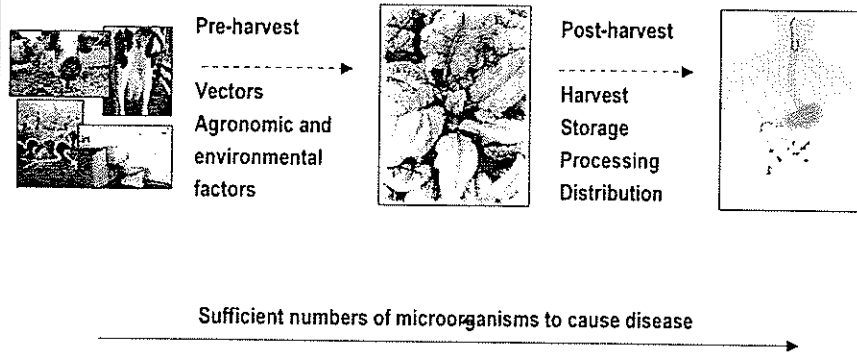 Pre-harvest
Vectors
Agronomic and
environmental
factors
Post-harvest
Harvest
Storage
Processing
Distribution
Sufficient numbers of microorganisms to cause disease